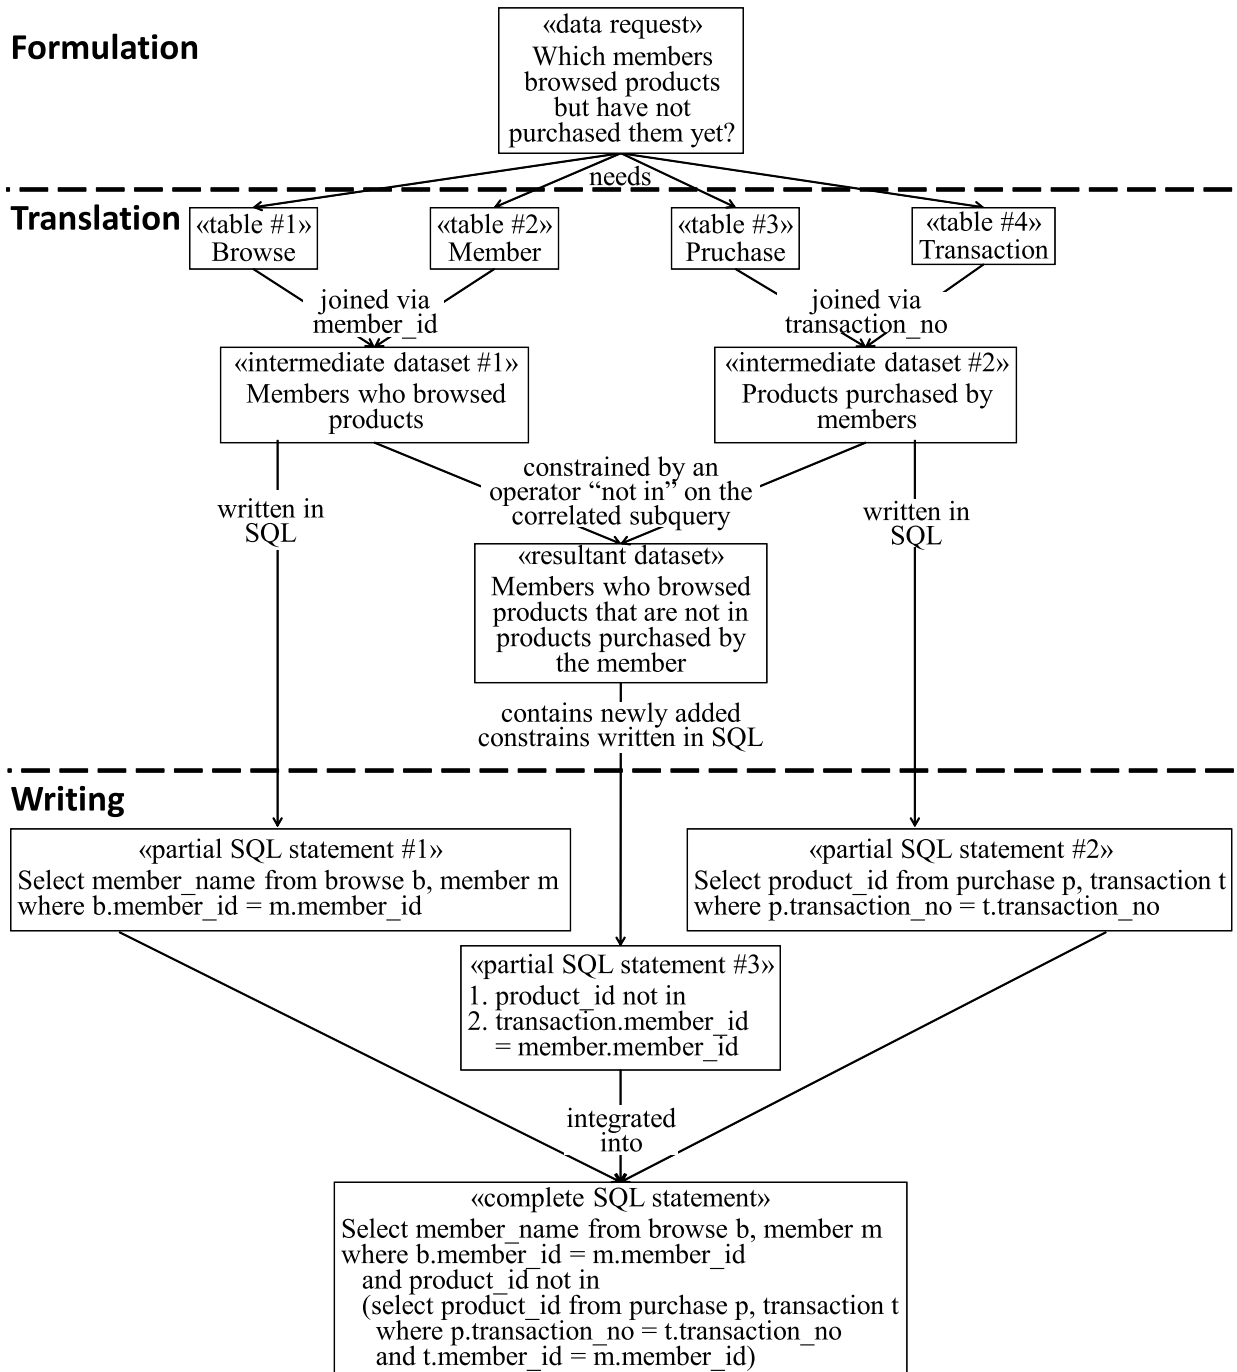 Formulation
«data request»
Which members
browsed products
but have not
purchased them yet?
needs
Translation
«table #1»
Browse
«table #2»
Member
«table #3»
Pruchase
«table #4»
Transaction
joined via
member_id
joined via
transaction_no
«intermediate dataset #1»
Members who browsed
products
«intermediate dataset #2»
Products purchased by
members
written in
SQL
constrained by an
operator “not in” on the
correlated subquery
written in
SQL
«resultant dataset»
Members who browsed
products that are not in
products purchased by
the member
contains newly added
constrains written in SQL
Writing
«partial SQL statement #1»
Select member_name from browse b, member m
where b.member_id = m.member_id
«partial SQL statement #2»
Select product_id from purchase p, transaction t
where p.transaction_no = t.transaction_no
«partial SQL statement #3»
1. product_id not in
2. transaction.member_id
= member.member_id
integrated
into
«complete SQL statement»
Select member_name from browse b, member m
where b.member_id = m.member_id
and product_id not in
(select product_id from purchase p, transaction t
where p.transaction_no = t.transaction_no
and t.member_id = m.member_id)